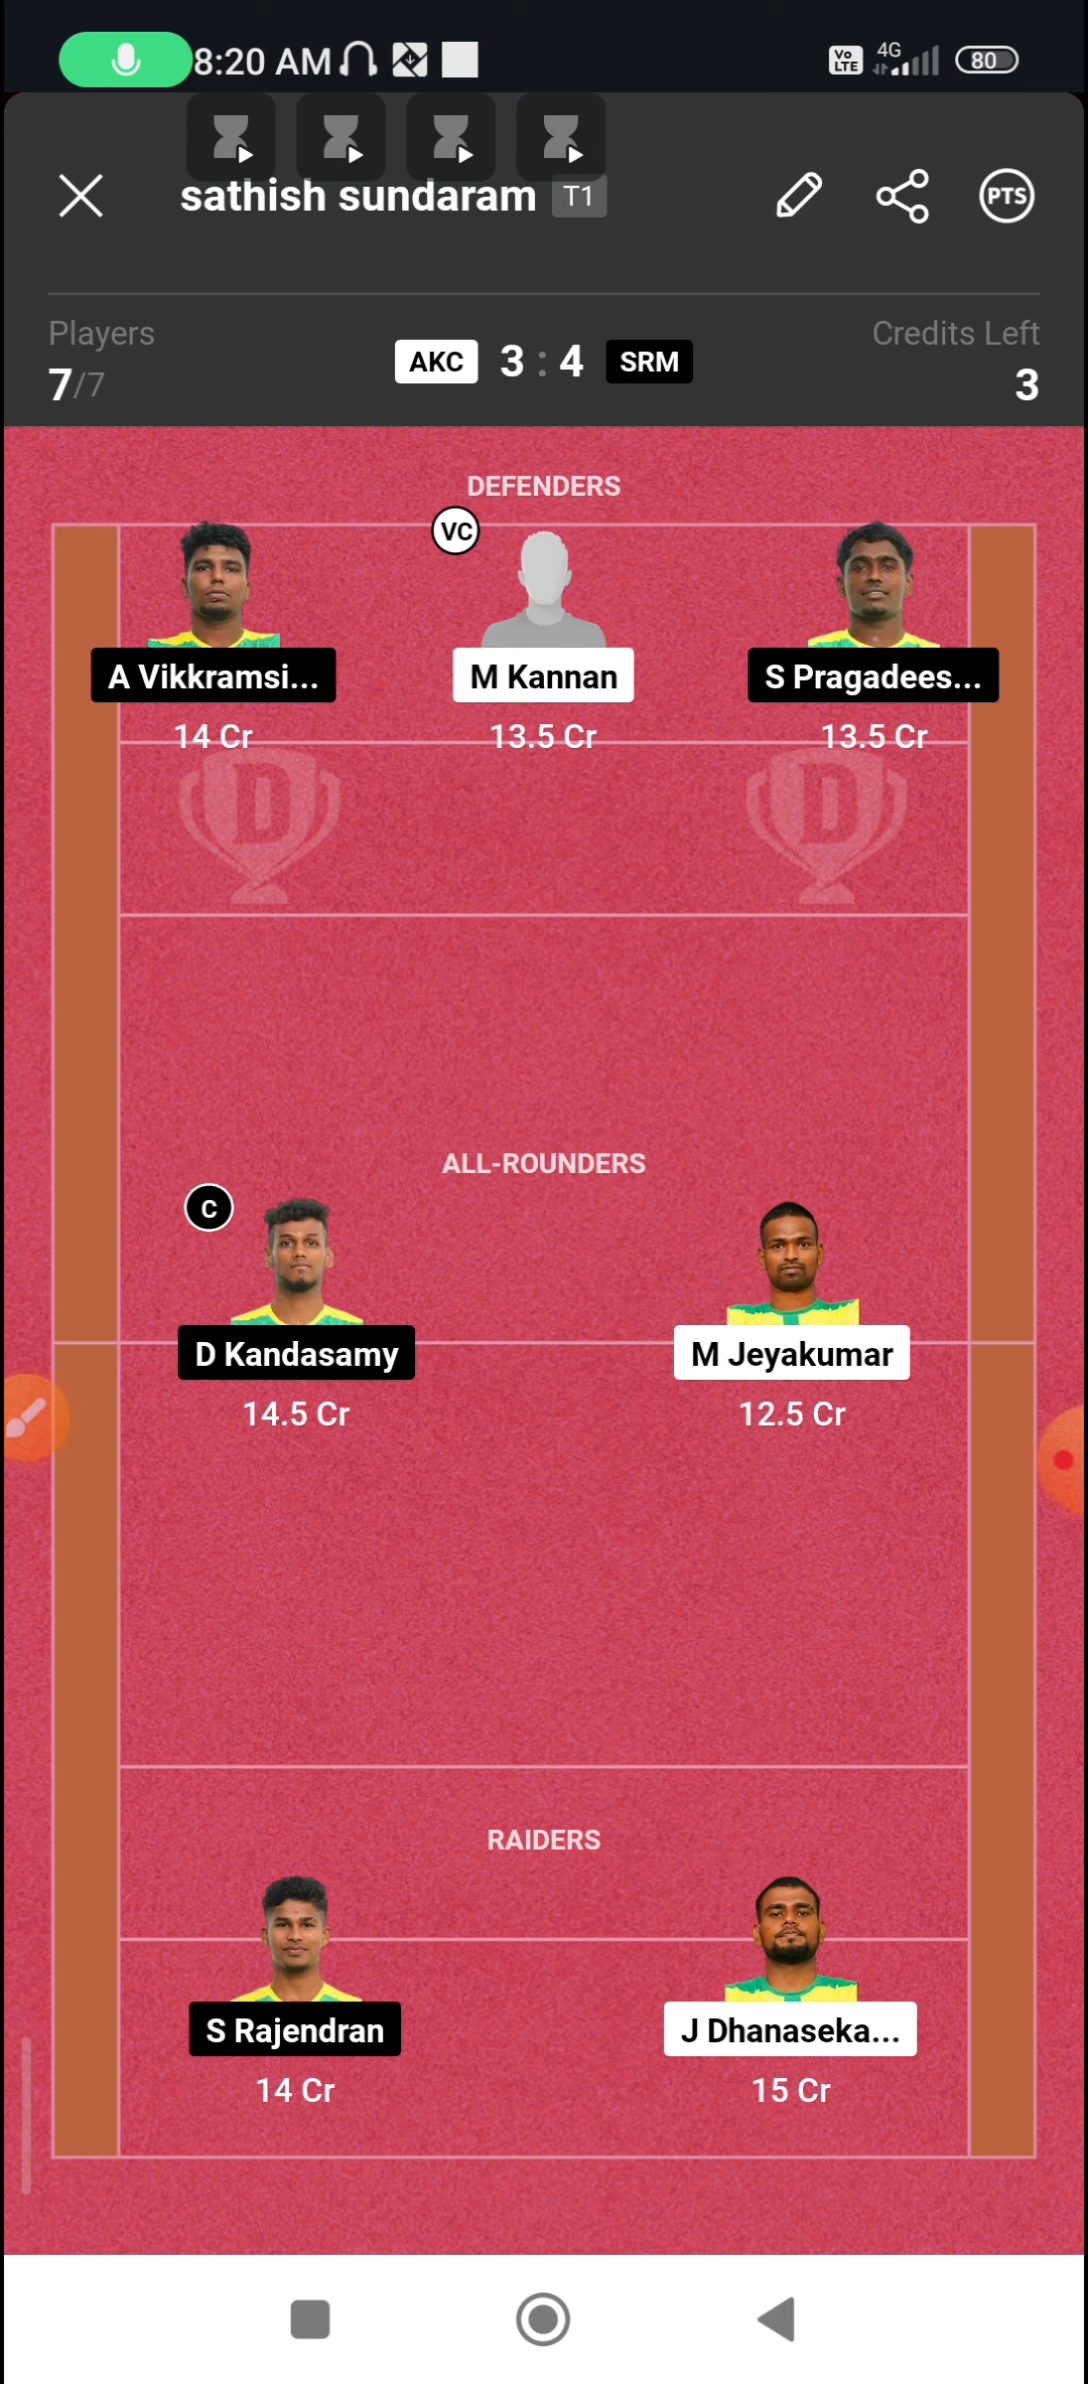 8:20 AM
Vo LTE
4G
80
sathish sundaram T1
PTS
Players
Credits Left
7/7
AKC 3 : 4 SRM
3
DEFENDERS
VC
A Vikkramsi...
M Kannan
S Pragadees...
14 Cr
13.5 Cr
13.5 Cr
D
D
ALL-ROUNDERS
C
D Kandasamy
M Jeyakumar
14.5 Cr
12.5 Cr
RAIDERS
S Rajendran
J Dhanaseka...
14 Cr
15 Cr